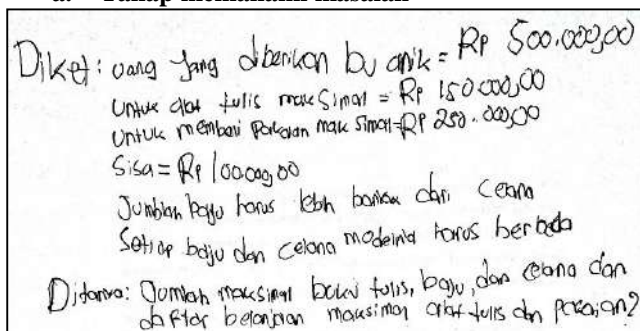 a. Tahap memahami masalah
Diket : uang yang diberikan bu anik = Rp 500.000,00
Untuk alat tulis maksimal = Rp 150.000,00
Untuk membeli pakaian maksimal = Rp 250.000,00
Sisa = Rp 100.000,00
Jumlah baju harus lebih banyak dari celana
Setiap baju dan celana modelnya harus berbeda
Ditanya : Jumlah maksimal buku tulis, baju, dan celana dan
daftar belanjaan maksimal alat tulis dan pakaian?